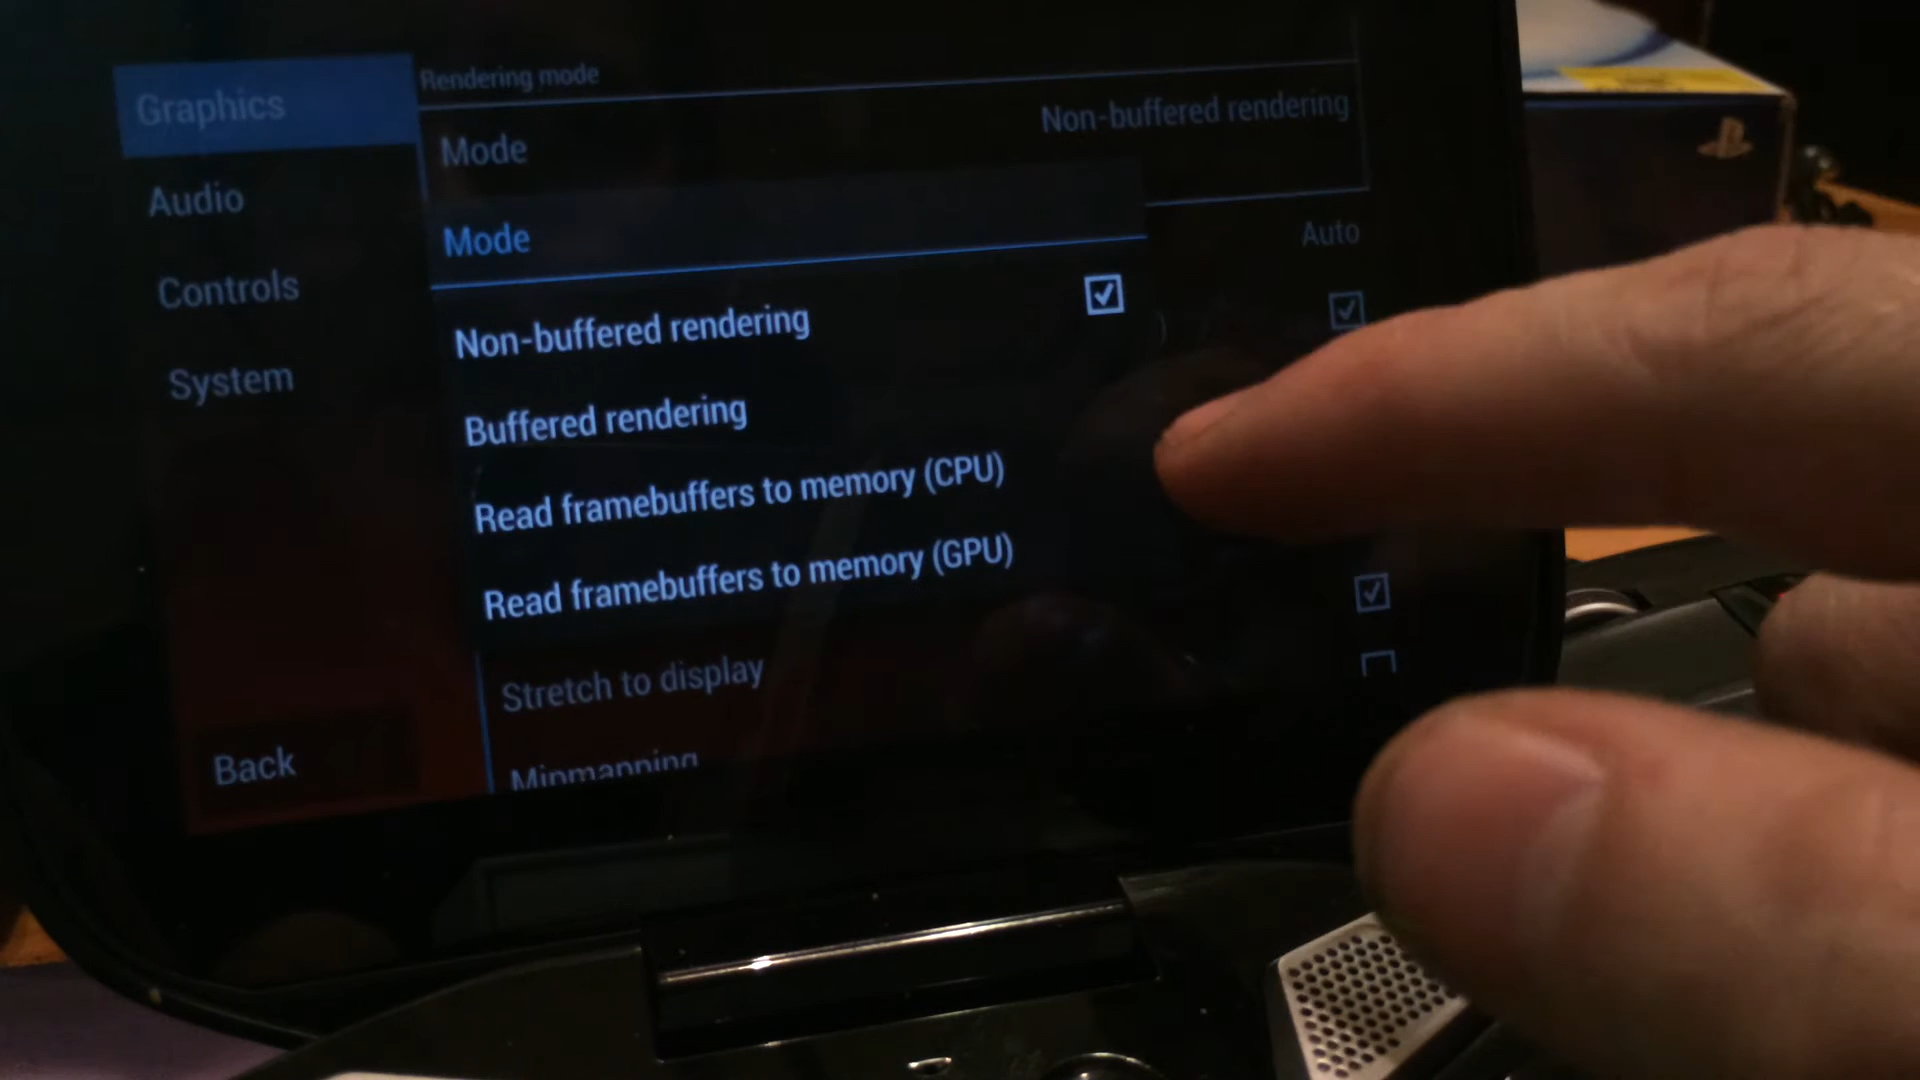 Graphics
Audio
Controls
System
Back
Rendering mode
Mode
Non-buffered rendering
Mode
Auto
Non-buffered rendering
Buffered rendering
Read framebuffers to memory (CPU)
Read framebuffers to memory (GPU)
Stretch to display
Mipmapping